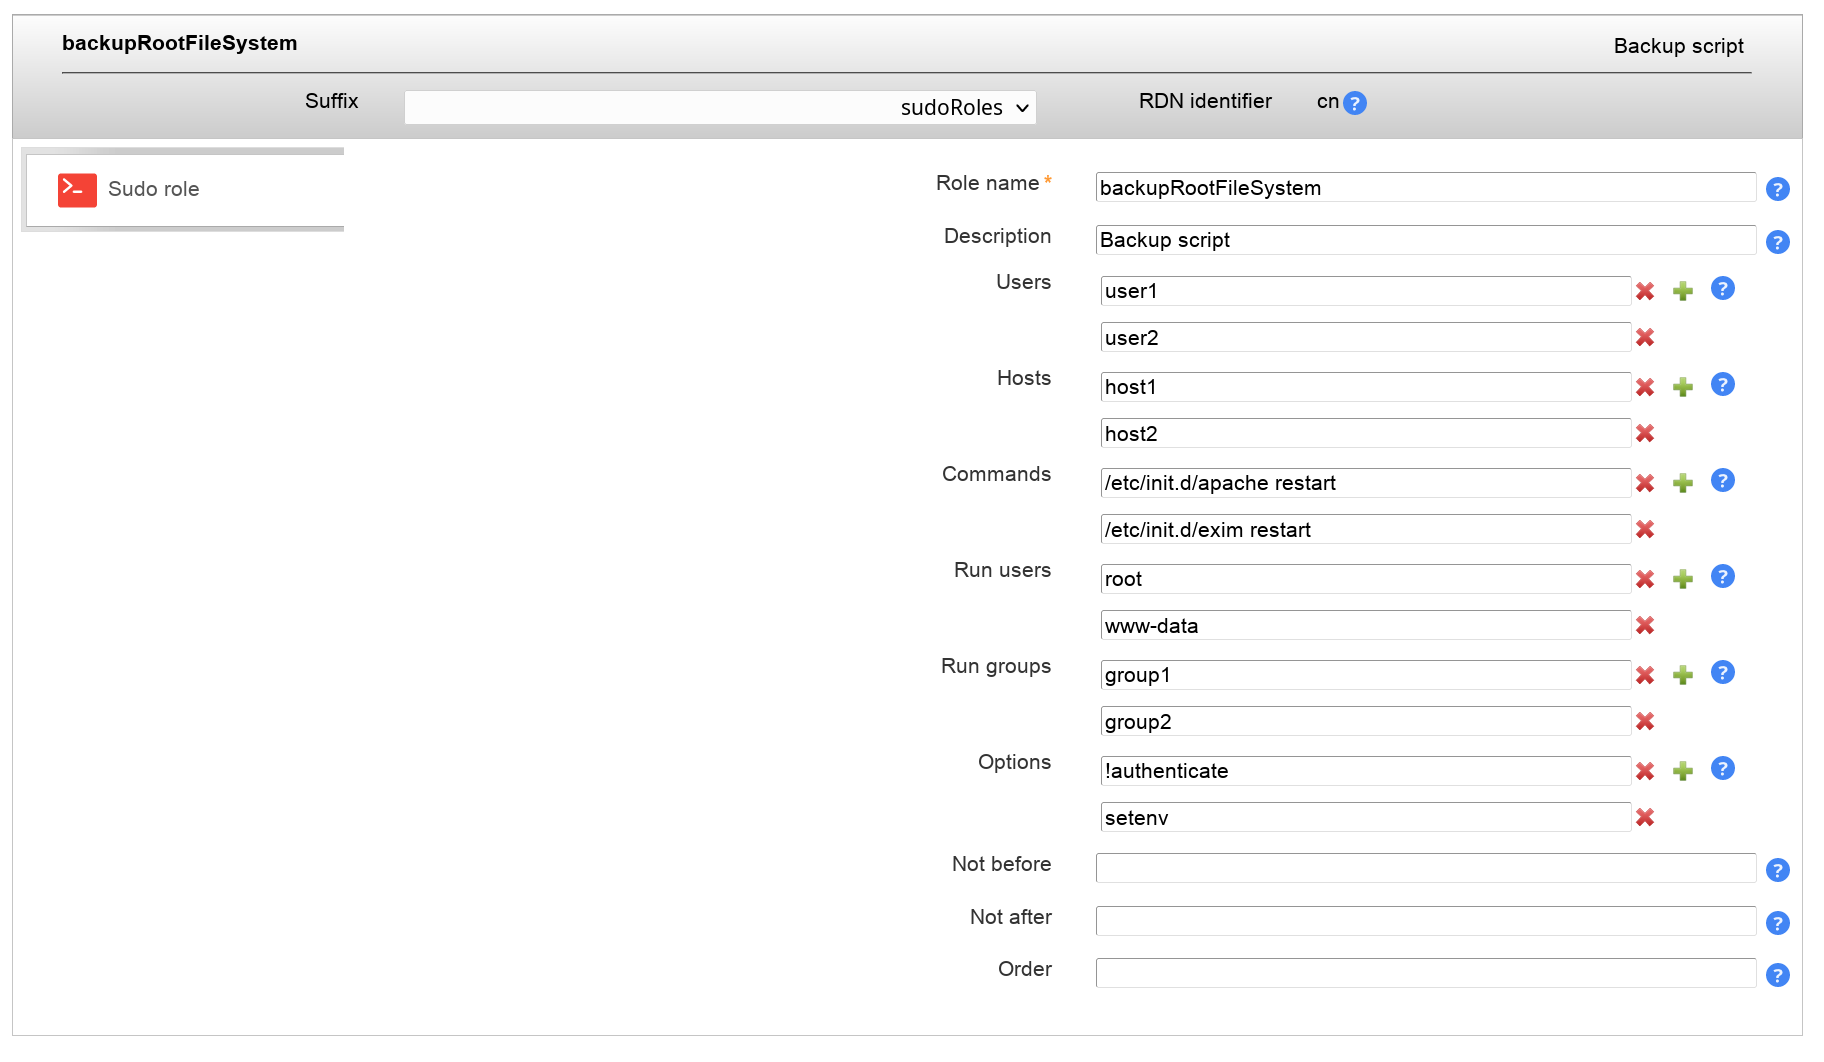 backupRootFileSystem Backup script
Suffix sudoRoles RDN identifier cn ?
>_ Sudo role
Role name * backupRootFileSystem ?
Description Backup script ?
Users user1 ?
user2
Hosts host1 ?
host2
Commands /etc/init.d/apache restart ?
/etc/init.d/exim restart
Run users root ?
www-data
Run groups group1 ?
group2
Options !authenticate ?
setenv
Not before ?
Not after ?
Order ?